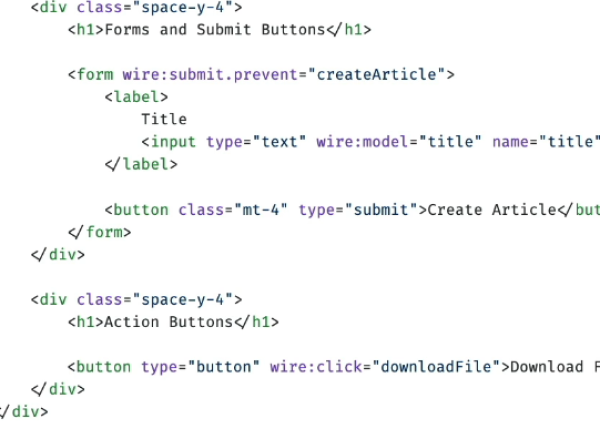 <div class="space-y-4">
<h1>Forms and Submit Buttons</h1>
<form wire:submit.prevent="createArticle">
<label>
Title
<input type="text" wire:model="title" name="title"
</label>
<button class="mt-4" type="submit">Create Article</but
</form>
</div>
<div class="space-y-4">
<h1>Action Buttons</h1>
<button type="button" wire:click="downloadFile">Download F
</div>
</div>